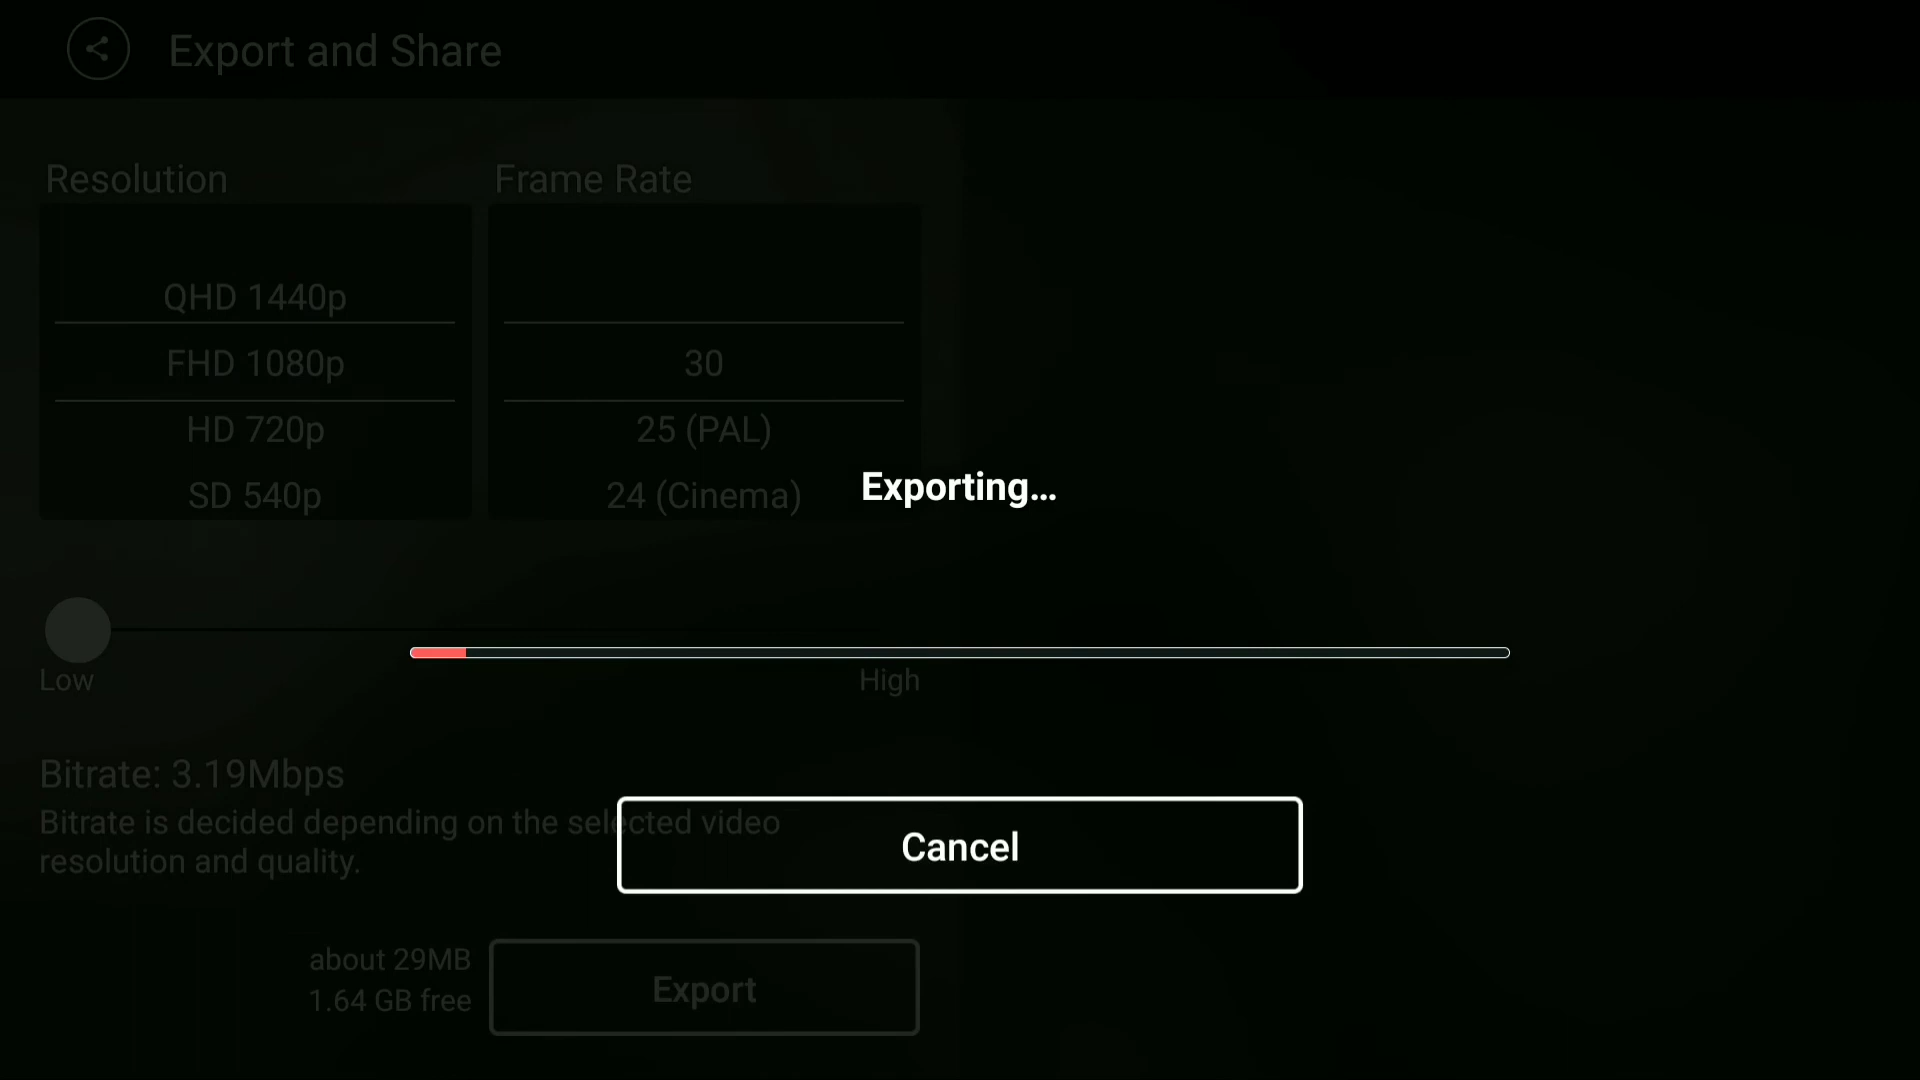 Export and Share
Resolution
Frame Rate
QHD 1440p
FHD 1080p
HD 720p
SD 540p
30
25 (PAL)
24 (Cinema)
Exporting...
Low
High
Bitrate: 3.19Mbps
Bitrate is decided depending on the selected video
resolution and quality.
Cancel
about 29MB
1.64 GB free
Export